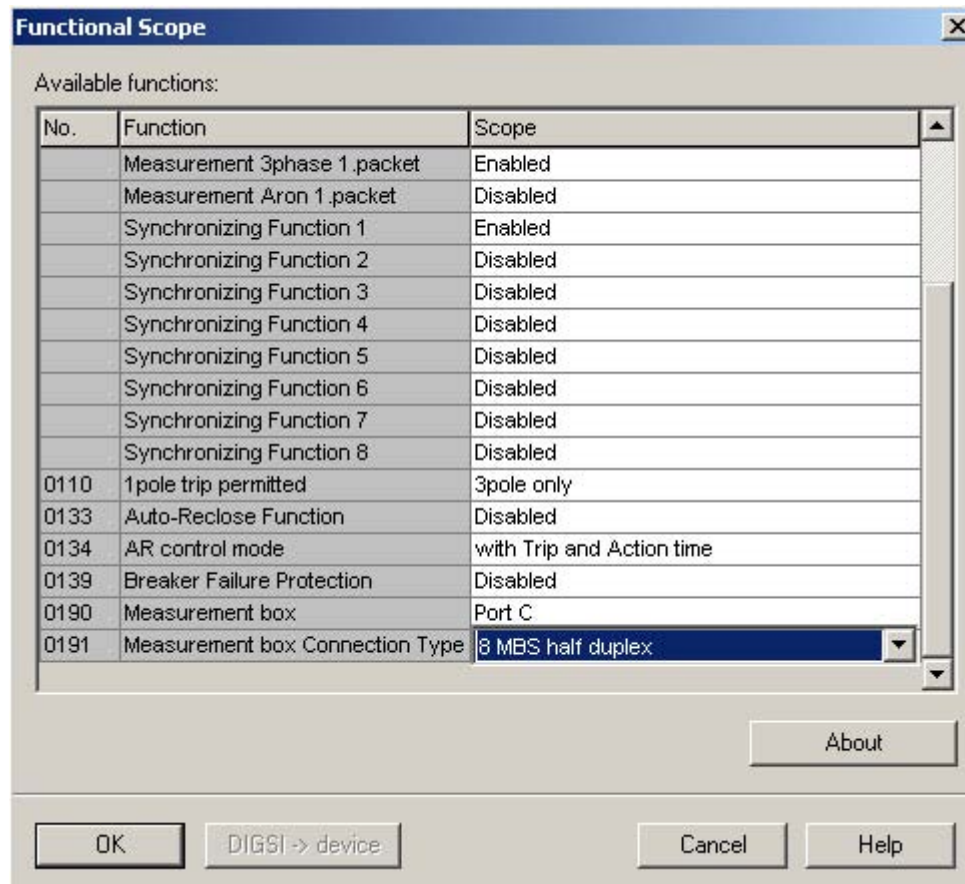 Functional Scope
Available functions:
No. Function Scope
Measurement 3phase 1.packet Enabled
Measurement Aron 1.packet Disabled
Synchronizing Function 1 Enabled
Synchronizing Function 2 Disabled
Synchronizing Function 3 Disabled
Synchronizing Function 4 Disabled
Synchronizing Function 5 Disabled
Synchronizing Function 6 Disabled
Synchronizing Function 7 Disabled
Synchronizing Function 8 Disabled
0110 1pole trip permitted 3pole only
0133 Auto-Reclose Function Disabled
0134 AR control mode with Trip and Action time
0139 Breaker Failure Protection Disabled
0190 Measurement box Port C
0191 Measurement box Connection Type 8 MBS half duplex
About
OK DIGSI -> device Cancel Help